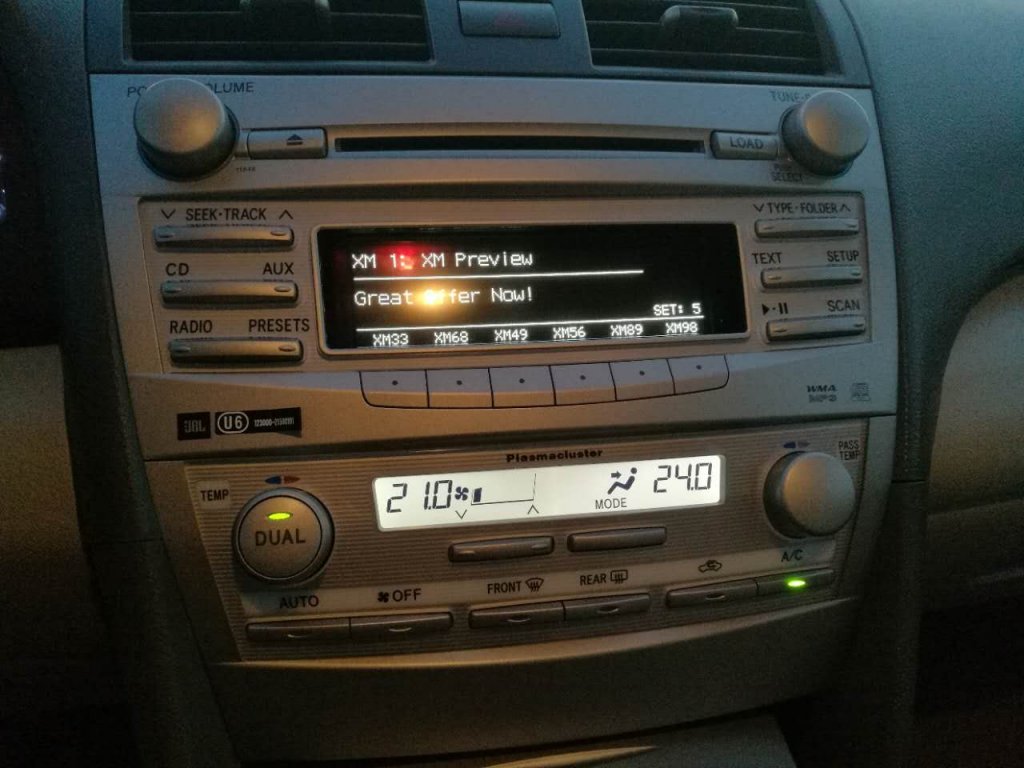 VOLUME
TUNE
LOAD
SELECT
SEEK·TRACK
TYPE·FOLDER
CD AUX
TEXT SETUP
RADIO PRESETS
SCAN
XM 1: XM Preview
Great Offer Now!
SET: 5
XM33 XM68 XM49 XM56 XM89 XM98
WMA
MP3
JBL U6
Plasmacluster
TEMP
PASS
TEMP
21.0 24.0
MODE
DUAL
A/C
AUTO OFF FRONT REAR